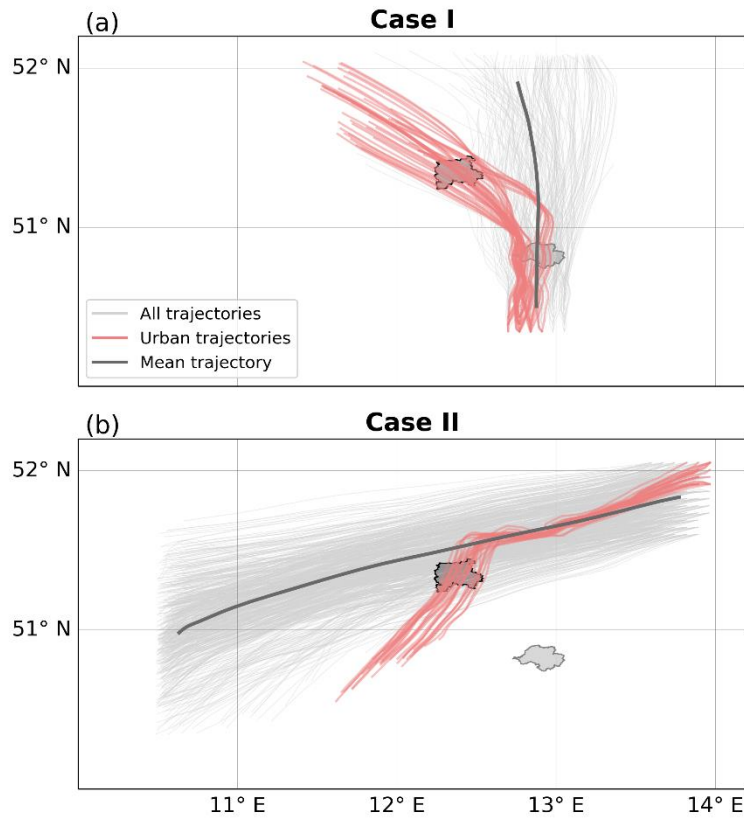 (a)
Case I
52° N
51° N
All trajectories
Urban trajectories
Mean trajectory
(b)
Case II
52° N
51° N
11° E
12° E
13° E
14° E